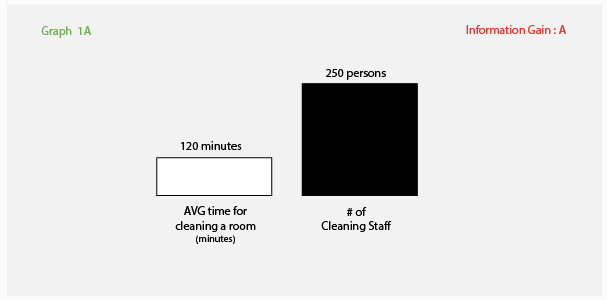 Graph 1A
Information Gain : A
250 persons
120 minutes
AVG time for
cleaning a room
(minutes)
# of
Cleaning Staff